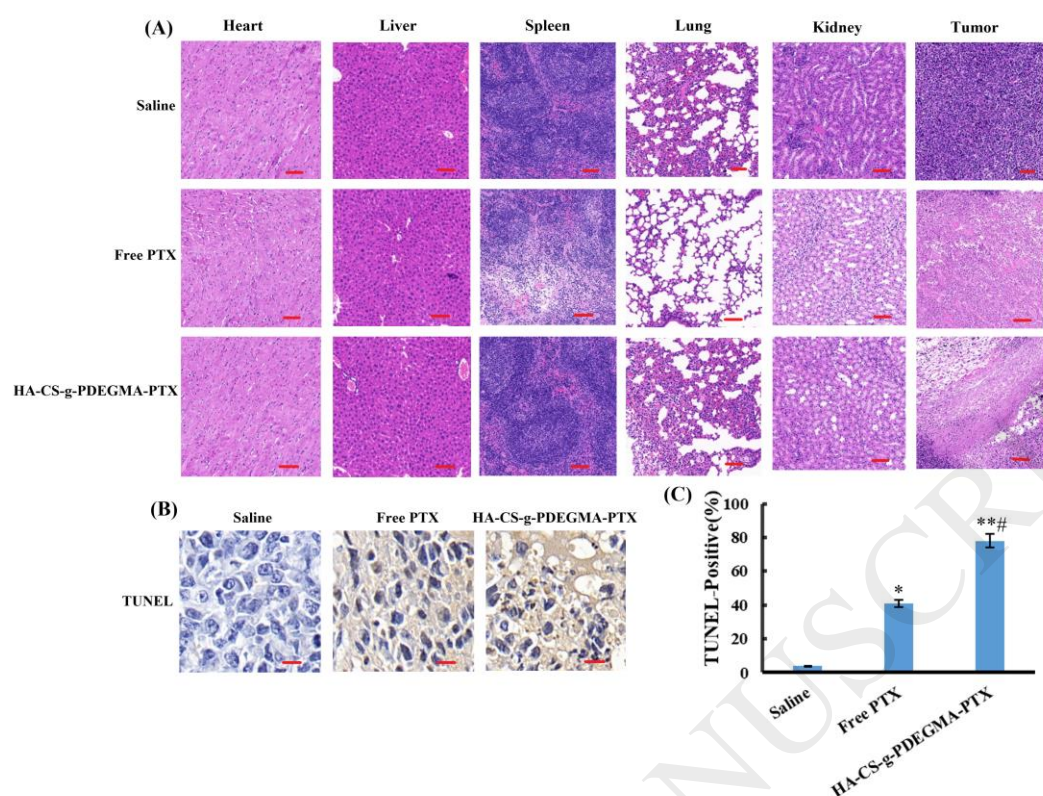 (A)
Heart Liver Spleen Lung Kidney Tumor
Saline
Free PTX
HA-CS-g-PDEGMA-PTX
(B)
Saline Free PTX HA-CS-g-PDEGMA-PTX
TUNEL
(C)
TUNEL-Positive(%)
100
80
60
40
20
0
*
**#
Saline
Free PTX
HA-CS-g-PDEGMA-PTX
NUSCR